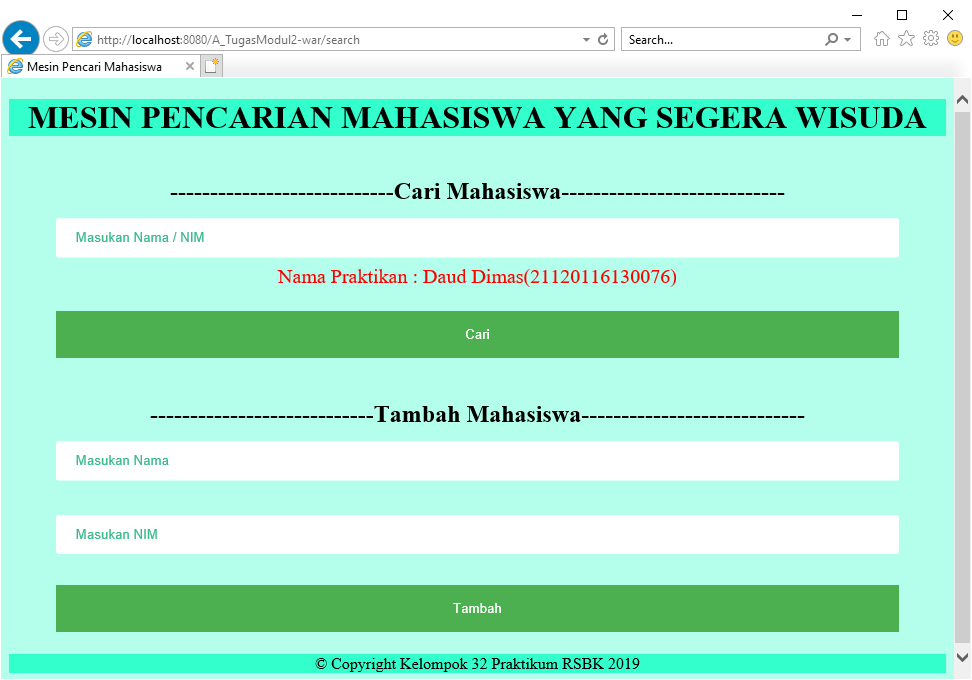 http://localhost:8080/A_TugasModul2-war/search
Search...
Mesin Pencari Mahasiswa
MESIN PENCARIAN MAHASISWA YANG SEGERA WISUDA
----------------------------Cari Mahasiswa----------------------------
Masukan Nama / NIM
Nama Praktikan : Daud Dimas(21120116130076)
Cari
----------------------------Tambah Mahasiswa----------------------------
Masukan Nama
Masukan NIM
Tambah
© Copyright Kelompok 32 Praktikum RSBK 2019